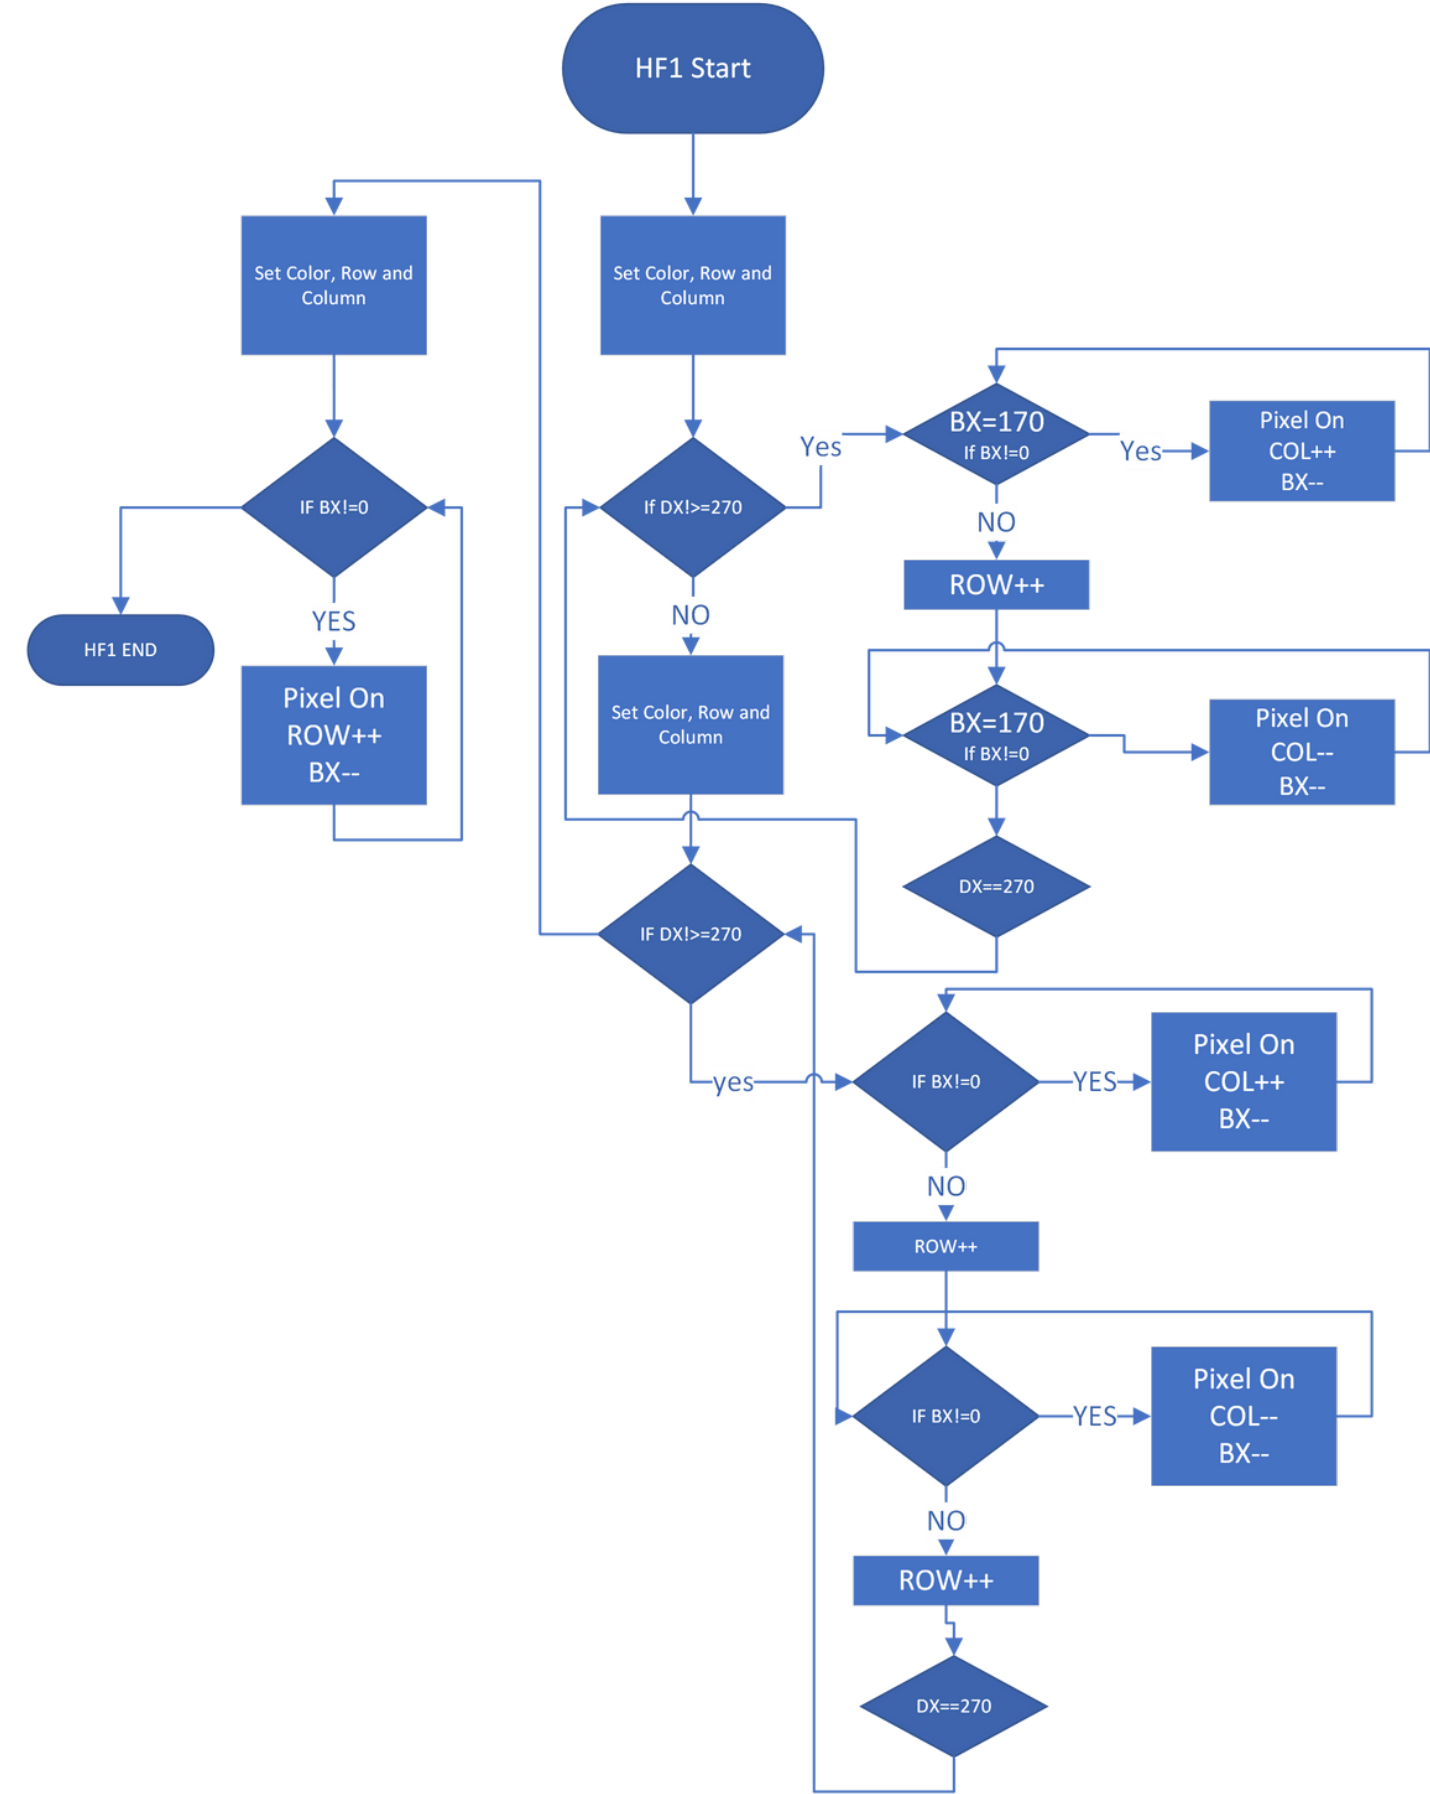 HF1 Start
Set Color, Row and
Column
Set Color, Row and
Column
BX=170
If BX!=0
Yes
Yes
Pixel On
COL++
BX--
IF BX!=0
If DX!>=270
NO
ROW++
YES
NO
HF1 END
Pixel On
ROW++
BX--
Set Color, Row and
Column
BX=170
If BX!=0
Pixel On
COL--
BX--
DX==270
IF DX!>=270
yes
IF BX!=0
YES
Pixel On
COL++
BX--
NO
ROW++
IF BX!=0
YES
Pixel On
COL--
BX--
NO
ROW++
DX==270